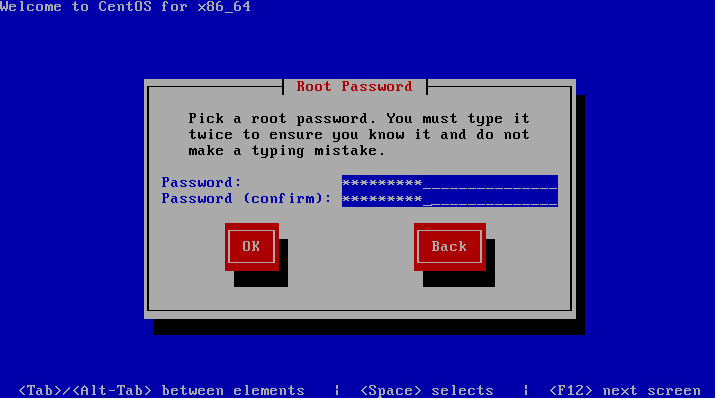 Welcome to CentOS for x86_64
Root Password
Pick a root password. You must type it
twice to ensure you know it and do not
make a typing mistake.
Password: *********_______________
Password (confirm): *********_______________
OK Back
<Tab>/<Alt-Tab> between elements | <Space> selects | <F12> next screen